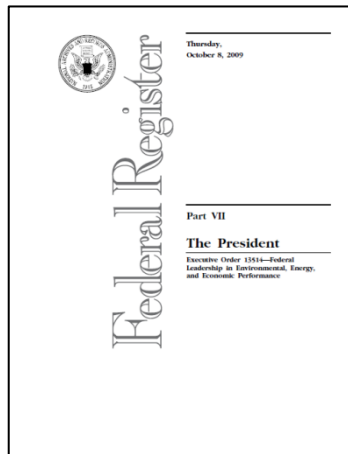 Thursday,
October 8, 2009
Federal Register
Part VII
The President
Executive Order 13514—Federal
Leadership in Environmental, Energy,
and Economic Performance